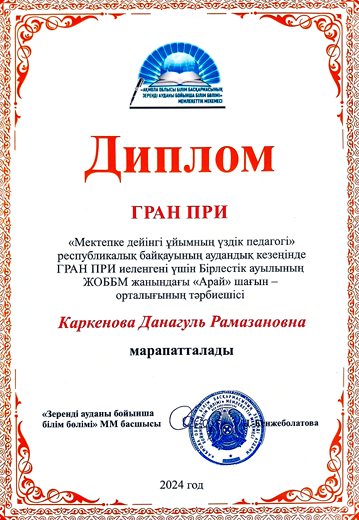 «АҚМОЛА ОБЛЫСЫ БІЛІМ БАСҚАРМАСЫНЫҢ
ЗЕРЕНДІ АУДАНЫ БОЙЫНША БІЛІМ БӨЛІМІ»
МЕМЛЕКЕТТІК МЕКЕМЕСІ
Диплом
ГРАН ПРИ
«Мектепке дейінгі ұйымның үздік педагогі»
республикалық байқауының аудандық кезеңінде
ГРАН ПРИ иеленгені үшін Бірлестік ауылының
ЖОББМ жанындағы «Арай» шағын –
орталығының тәрбиешісі
Каркенова Данагуль Рамазановна
марапатталады
«Зеренді ауданы бойынша
білім бөлімі» ММ басшысы
2024 год